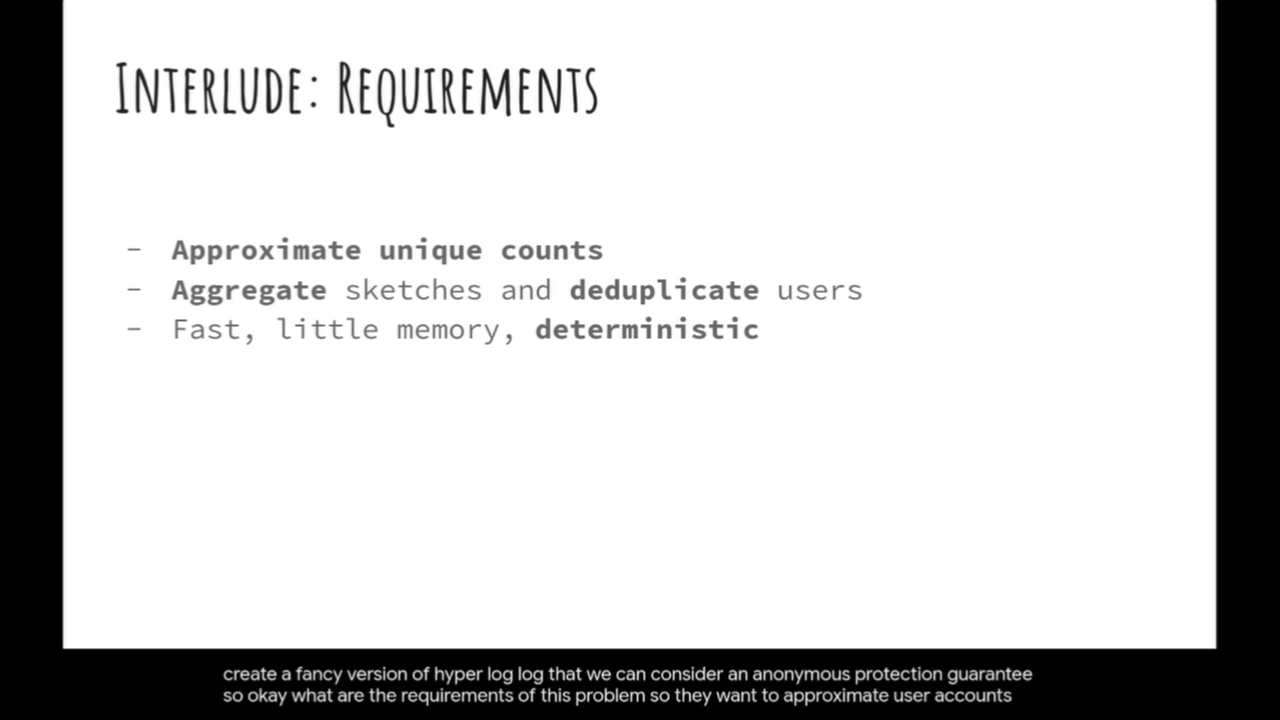 Interlude: Requirements
- Approximate unique counts
- Aggregate sketches and deduplicate users
- Fast, little memory, deterministic
create a fancy version of hyper log log that we can consider an anonymous protection guarantee
so okay what are the requirements of this problem so they want to approximate user accounts